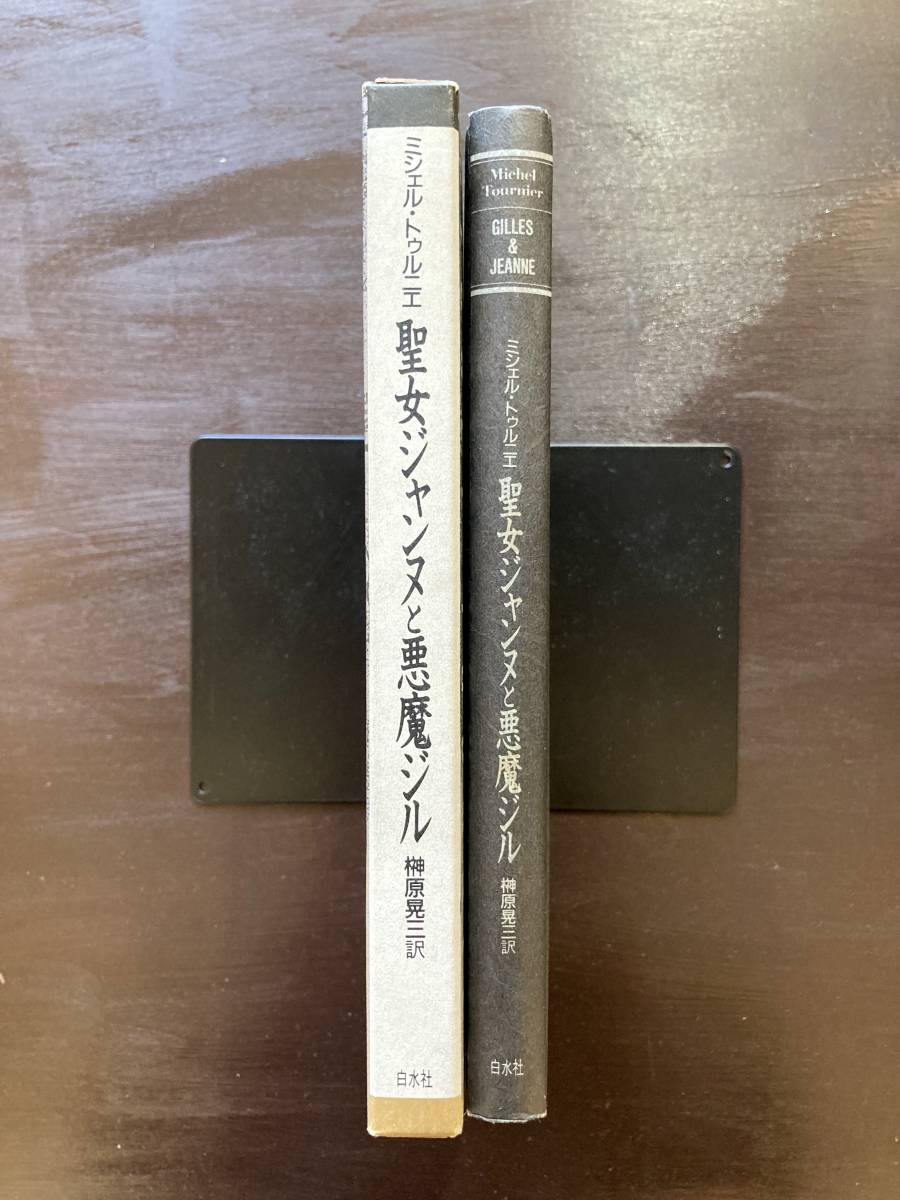 ミシェル・トゥルニエ
聖女ジャンヌと悪魔ジル
榊原晃三訳
白水社
Michel
Tournier
GILLES
&
JEANNE
ミシェル・トゥルニエ
聖女ジャンヌと悪魔ジル
榊原晃三訳
白水社